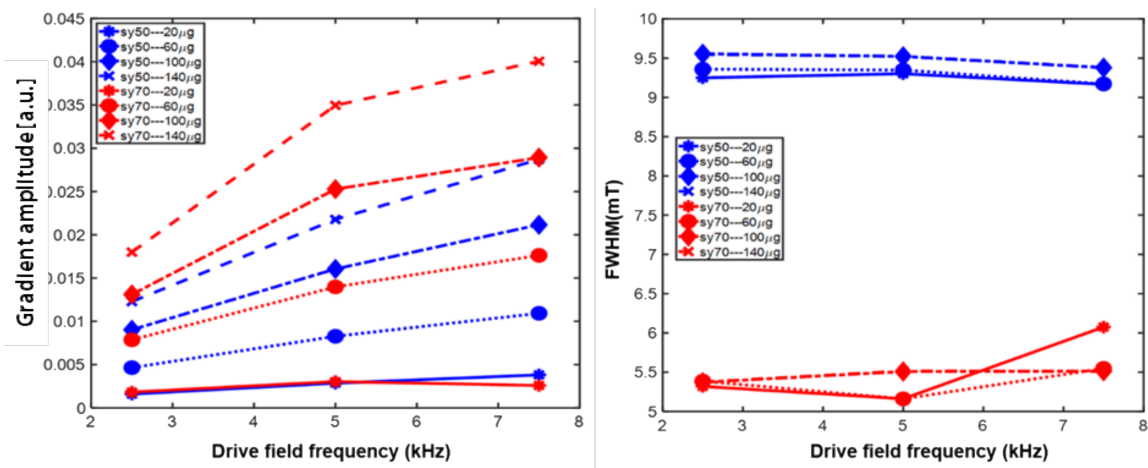 0.045
0.04
0.035
0.03
0.025
0.02
0.015
0.01
0.005
0
Gradient amplitude [a.u.]
sy50---20μg
sy50---60μg
sy50---100μg
sy50---140μg
sy70---20μg
sy70---60μg
sy70---100μg
sy70---140μg
2 3 4 5 6 7 8
Drive field frequency (kHz)
10
9.5
9
8.5
8
7.5
7
6.5
6
5.5
5
FWHM(mT)
sy50---20μg
sy50---60μg
sy50---100μg
sy50---140μg
sy70---20μg
sy70---60μg
sy70---100μg
sy70---140μg
2 3 4 5 6 7 8
Drive field frequency (kHz)